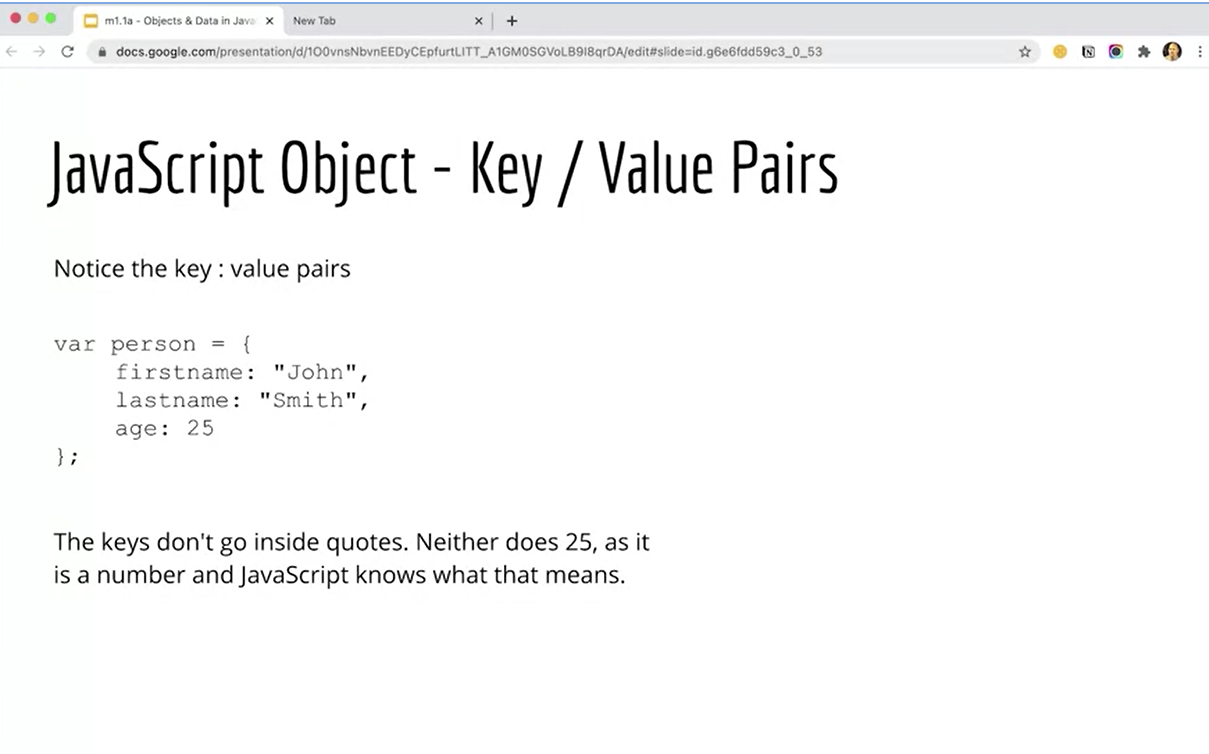 m1.1a - Objects & Data in Java
New Tab
docs.google.com/presentation/d/1O0vnsNbvnEEDyCEpfurtLITT_A1GM0SGVoLB9I8qrDA/edit#slide=id.g6e6fdd59c3_0_53
JavaScript Object - Key / Value Pairs
Notice the key : value pairs
var person = {
firstname: "John",
lastname: "Smith",
age: 25
};
The keys don't go inside quotes. Neither does 25, as it
is a number and JavaScript knows what that means.